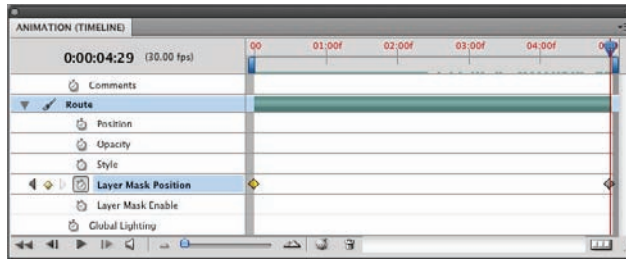 ANIMATION (TIMELINE)
0:00:04:29 (30.00 fps)
00 01:00f 02:00f 03:00f 04:00f
Comments
Route
Position
Opacity
Style
Layer Mask Position
Layer Mask Enable
Global Lighting